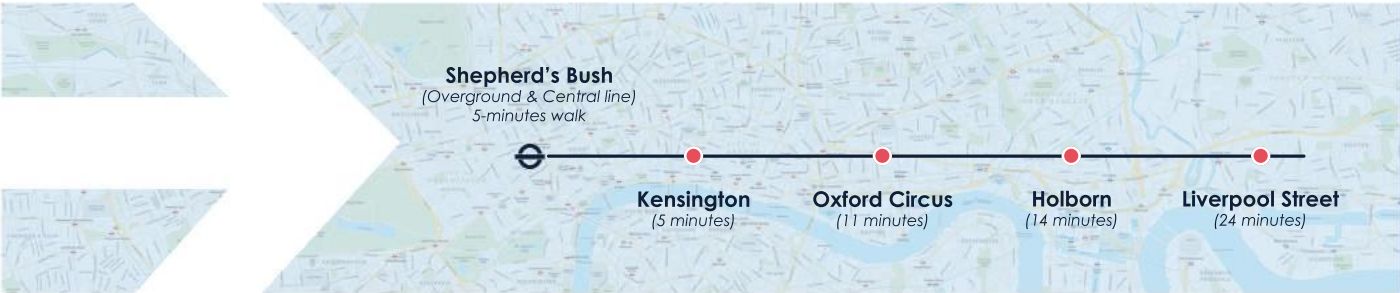 Shepherd's Bush
(Overground & Central line)
5-minutes walk
Kensington
(5 minutes)
Oxford Circus
(11 minutes)
Holborn
(14 minutes)
Liverpool Street
(24 minutes)